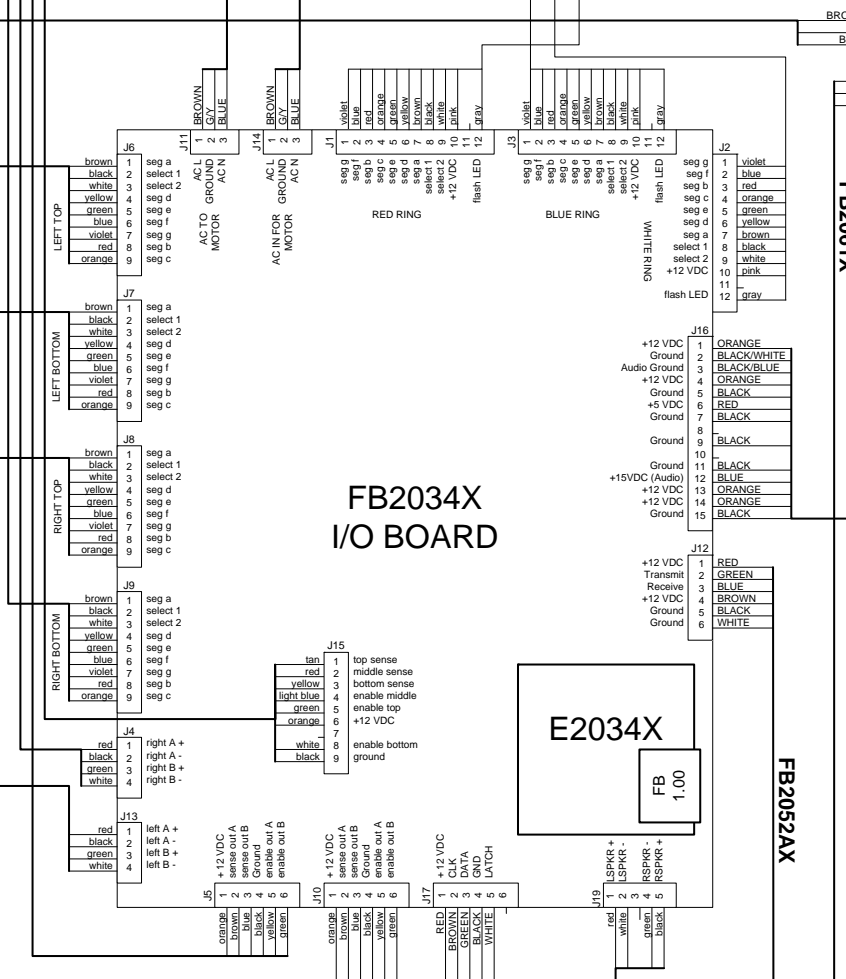 BRO
B
BROWN
G/Y
BLUE
J11
1
2
3
AC L
GROUND
AC N
AC TO
MOTOR
BROWN
G/Y
BLUE
J14
1
2
3
AC L
GROUND
AC N
AC IN FOR
MOTOR
violet
blue
red
orange
green
yellow
brown
black
white
pink
gray
J1
1 2 3 4 5 6 7 8 9 10 11 12
seg g
seg f
seg b
seg c
seg e
seg d
seg a
select 1
select 2
+12 VDC
flash LED
RED RING
violet
blue
red
orange
green
yellow
brown
black
white
pink
gray
J3
1 2 3 4 5 6 7 8 9 10 11 12
seg g
seg f
seg b
seg c
seg e
seg d
seg a
select 1
select 2
+12 VDC
flash LED
BLUE RING
J2
seg g 1 violet
seg f 2 blue
seg b 3 red
seg c 4 orange
seg e 5 green
seg d 6 yellow
seg a 7 brown
select 1 8 black
select 2 9 white
+12 VDC 10 pink
11
flash LED 12 gray
WHITE RING
J6
brown 1 seg a
black 2 select 1
white 3 select 2
yellow 4 seg d
green 5 seg e
blue 6 seg f
violet 7 seg g
red 8 seg b
orange 9 seg c
LEFT TOP
J7
brown 1 seg a
black 2 select 1
white 3 select 2
yellow 4 seg d
green 5 seg e
blue 6 seg f
violet 7 seg g
red 8 seg b
orange 9 seg c
LEFT BOTTOM
J16
+12 VDC 1 ORANGE
Ground 2 BLACK/WHITE
Audio Ground 3 BLACK/BLUE
+12 VDC 4 ORANGE
Ground 5 BLACK
+5 VDC 6 RED
Ground 7 BLACK
8
Ground 9 BLACK
10
Ground 11 BLACK
+15VDC (Audio) 12 BLUE
+12 VDC 13 ORANGE
+12 VDC 14 ORANGE
Ground 15 BLACK
J8
brown 1 seg a
black 2 select 1
white 3 select 2
yellow 4 seg d
green 5 seg e
blue 6 seg f
violet 7 seg g
red 8 seg b
orange 9 seg c
RIGHT TOP
FB2034X
I/O BOARD
J12
+12 VDC 1 RED
Transmit 2 GREEN
Receive 3 BLUE
+12 VDC 4 BROWN
Ground 5 BLACK
Ground 6 WHITE
J9
brown 1 seg a
black 2 select 1
white 3 select 2
yellow 4 seg d
green 5 seg e
blue 6 seg f
violet 7 seg g
red 8 seg b
orange 9 seg c
RIGHT BOTTOM
J15
tan 1 top sense
red 2 middle sense
yellow 3 bottom sense
light blue 4 enable middle
green 5 enable top
orange 6 +12 VDC
7
white 8 enable bottom
black 9 ground
E2034X
FB
1.00
FB2052AX
J4
red 1 right A +
black 2 right A -
green 3 right B +
white 4 right B -
J13
red 1 left A +
black 2 left A -
green 3 left B +
white 4 left B -
+12 VDC
sense out A
sense out B
Ground
enable out A
enable out B
J5
1 2 3 4 5 6
orange
brown
blue
black
yellow
green
+12 VDC
sense out A
sense out B
Ground
enable out A
enable out B
J10
1 2 3 4 5 6
orange
brown
blue
black
yellow
green
+12 VDC
CLK
DATA
GND
LATCH
J17
1 2 3 4 5 6
RED
BROWN
GREEN
BLACK
WHITE
LSPKR +
LSPKR -
RSPKR -
RSPKR +
J19
1 2 3 4 5
red
white
green
black